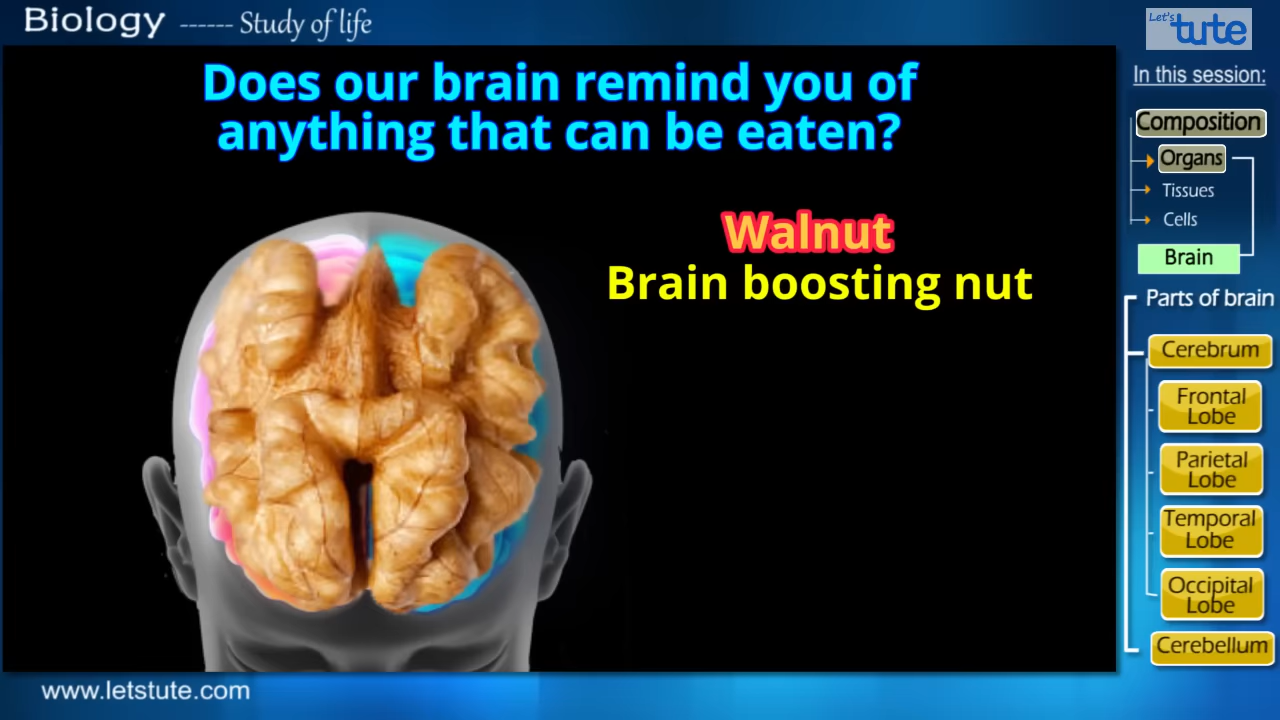 Biology ------ Study of life
Let's
tute
Does our brain remind you of
anything that can be eaten?
Walnut
Brain boosting nut
In this session:
Composition
Organs
Tissues
Cells
Brain
Parts of brain
Cerebrum
Frontal
Lobe
Parietal
Lobe
Temporal
Lobe
Occipital
Lobe
Cerebellum
www.letstute.com